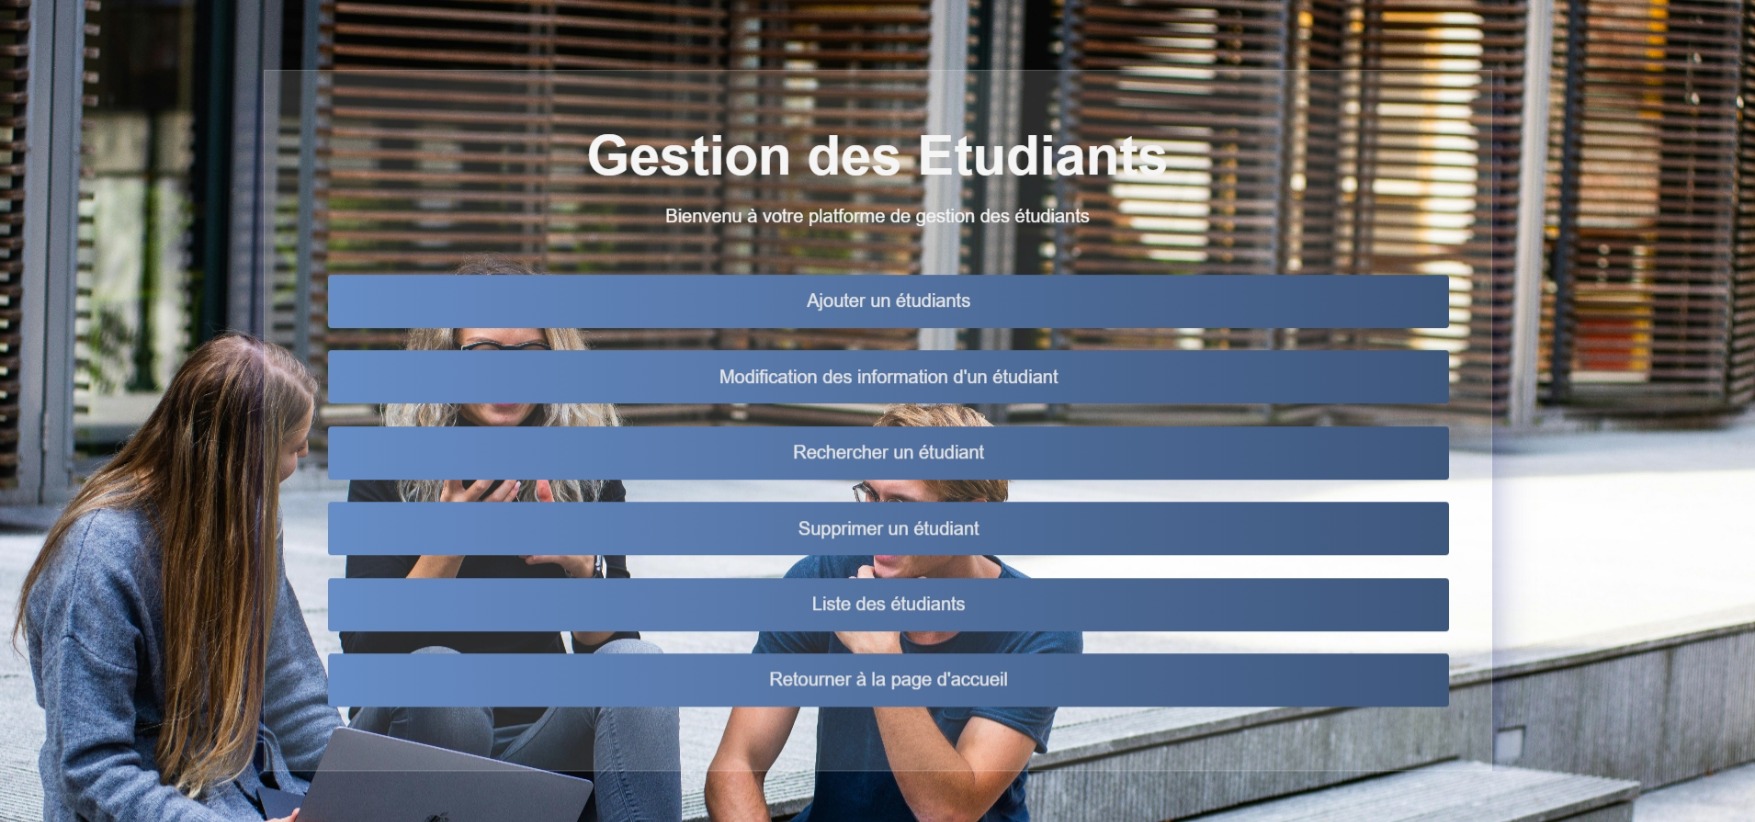 Gestion des Etudiants
Bienvenu à votre platforme de gestion des étudiants
Ajouter un étudiants
Modification des information d'un étudiant
Rechercher un étudiant
Supprimer un étudiant
Liste des étudiants
Retourner à la page d'accueil